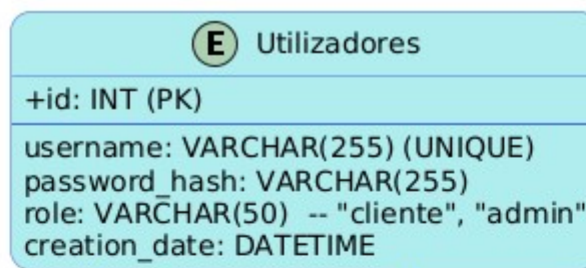 E Utilizadores
+id: INT (PK)
username: VARCHAR(255) (UNIQUE)
password_hash: VARCHAR(255)
role: VARCHAR(50) -- "cliente", "admin"
creation_date: DATETIME